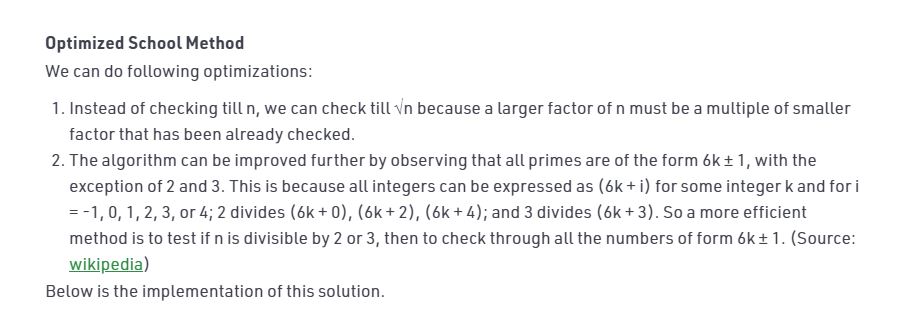 Optimized School Method
We can do following optimizations:
1. Instead of checking till n, we can check till √n because a larger factor of n must be a multiple of smaller
factor that has been already checked.
2. The algorithm can be improved further by observing that all primes are of the form 6k ± 1, with the
exception of 2 and 3. This is because all integers can be expressed as (6k + i) for some integer k and for i
= -1, 0, 1, 2, 3, or 4; 2 divides (6k + 0), (6k + 2), (6k + 4); and 3 divides (6k + 3). So a more efficient
method is to test if n is divisible by 2 or 3, then to check through all the numbers of form 6k ± 1. (Source:
wikipedia)
Below is the implementation of this solution.